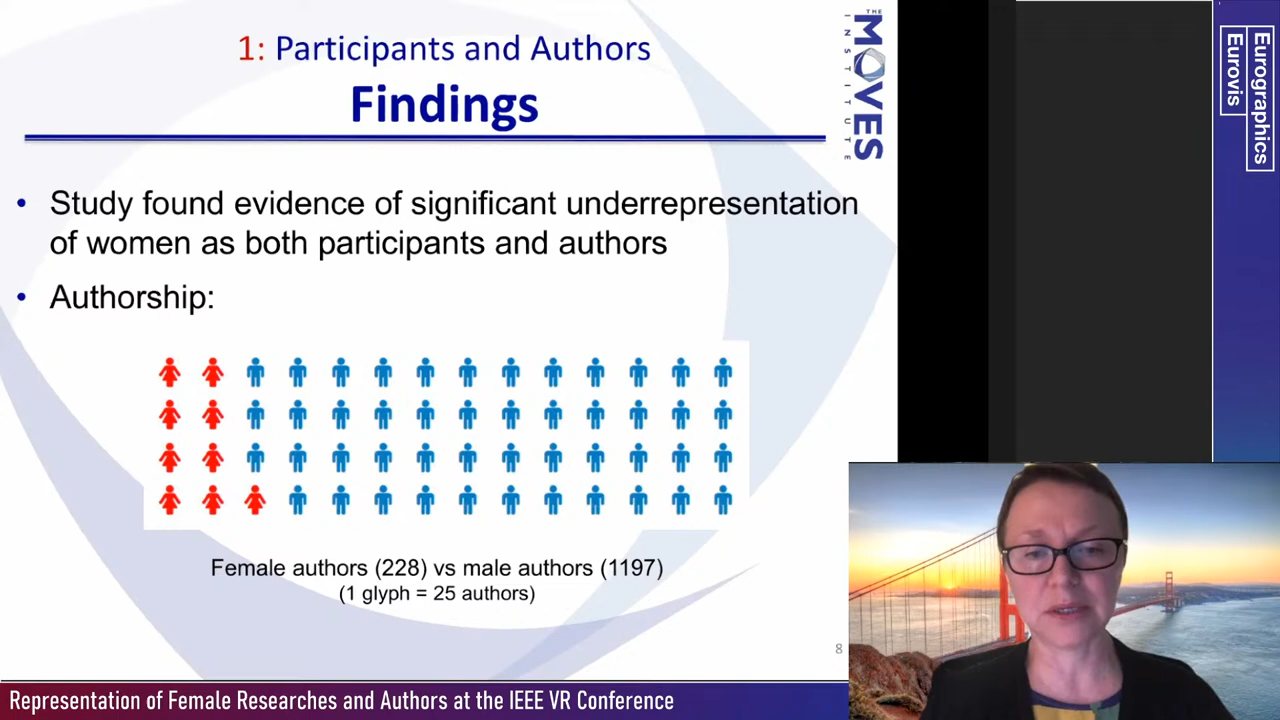 1: Participants and Authors
Findings
THE
MOVES
INSTITUTE
Eurographics
Eurovis
• Study found evidence of significant underrepresentation
of women as both participants and authors
• Authorship:
Female authors (228) vs male authors (1197)
(1 glyph = 25 authors)
8
Representation of Female Researches and Authors at the IEEE VR Conference